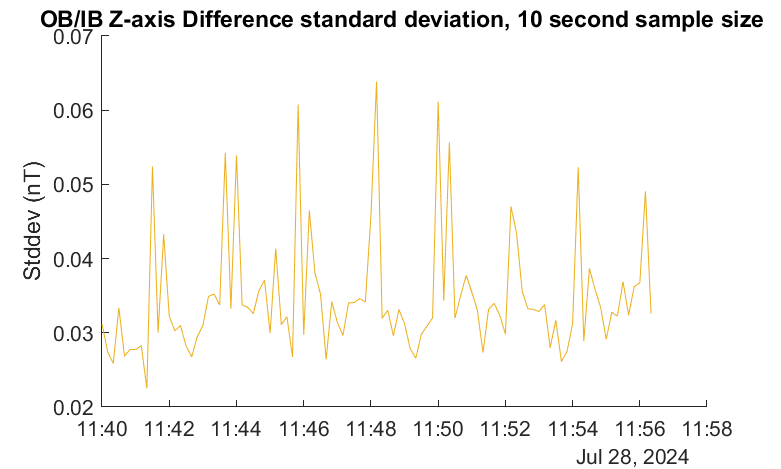 OB/IB Z-axis Difference standard deviation, 10 second sample size
0.07
0.06
0.05
0.04
0.03
0.02
Stddev (nT)
11:40 11:42 11:44 11:46 11:48 11:50 11:52 11:54 11:56 11:58
Jul 28, 2024